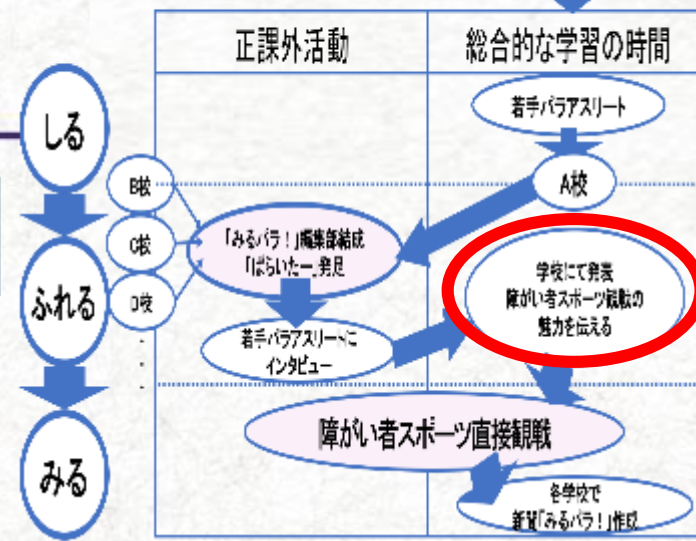 正課外活動
総合的な学習の時間
しる
若手パラアスリート
B校
A校
C校
「みるパラ！」編集部結成
「ぱらいたー」発足
ふれる
D校
学校にて発表
障がい者スポーツ観戦の
魅力を伝える
若手パラアスリートに
インタビュー
障がい者スポーツ直接観戦
みる
各学校で
新聞「みるパラ！」作成